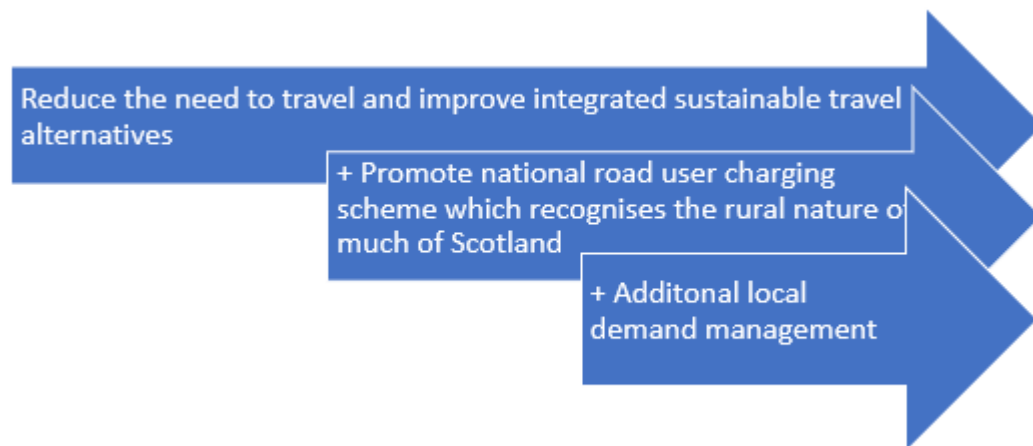 Reduce the need to travel and improve integrated sustainable travel
alternatives
+ Promote national road user charging
scheme which recognises the rural nature of
much of Scotland
+ Additonal local
demand management